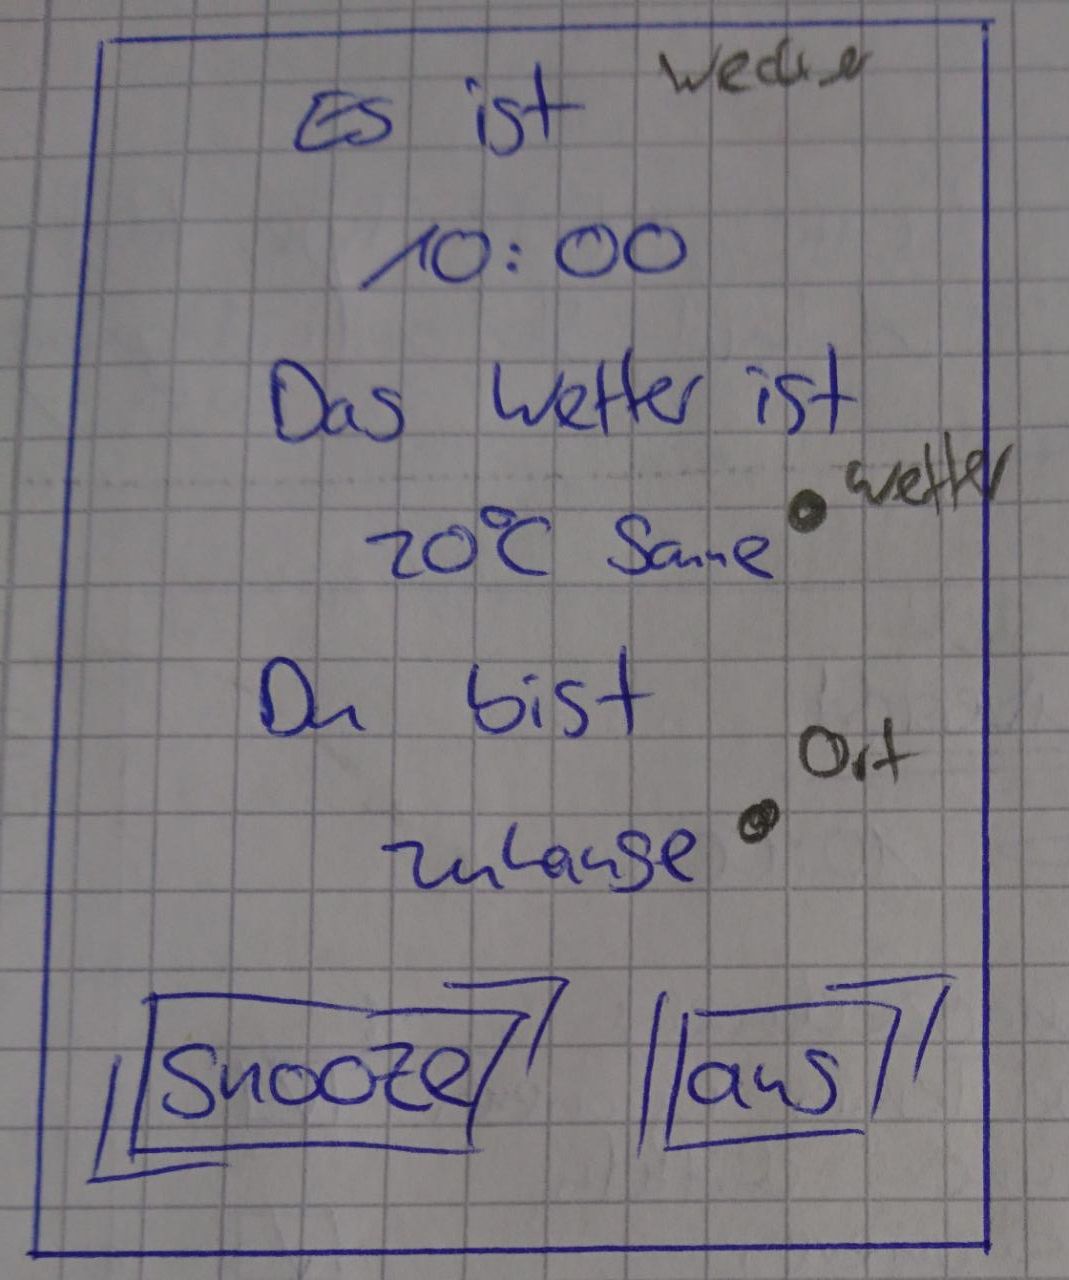 Wecker
Es ist
10:00
Das Wetter ist
Wetter
20°C Sonne
Du bist
Ort
zuhause
Snooze
aus